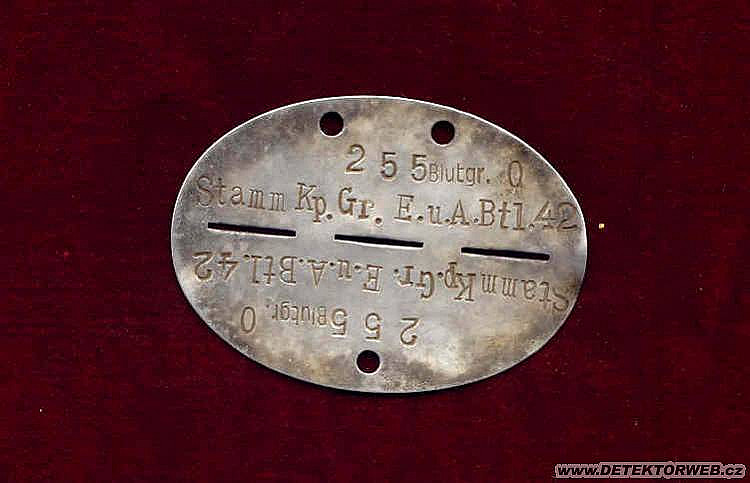 2 5 5 Blutgr. 0
Stamm Kp.Gr. E.u.A.Btl.42
Stamm Kp.Gr. E.u.A.Btl.42
2 5 5 Blutgr. 0
www.DETEKTORWEB.cz